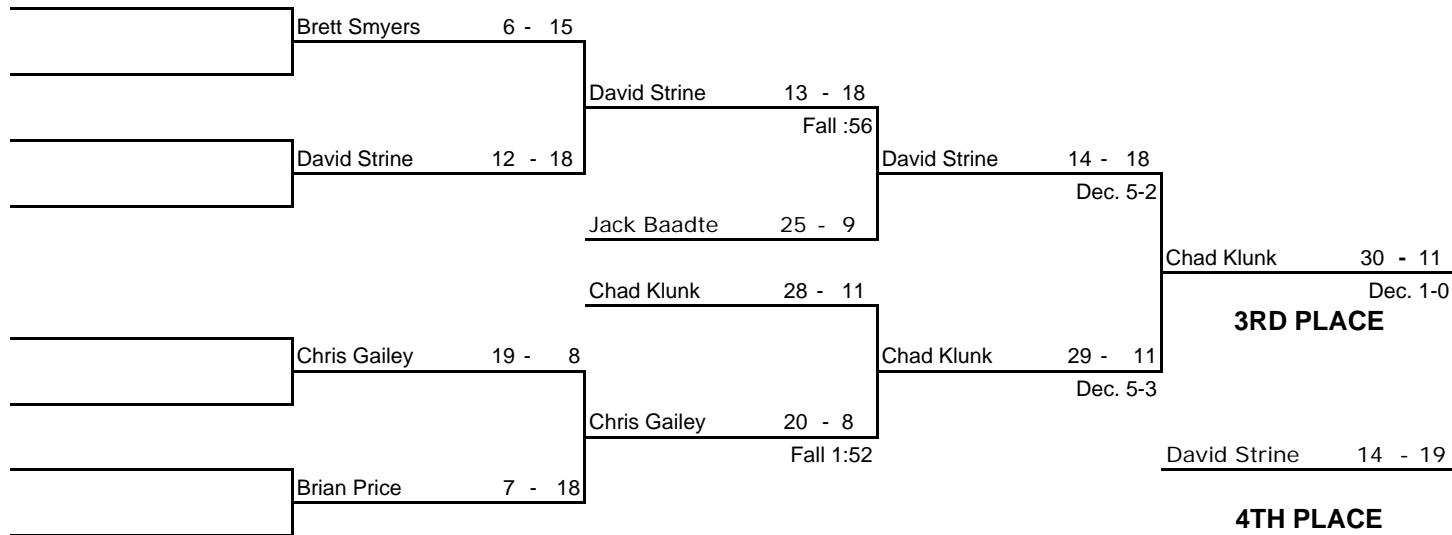 Brett Smyers 6 - 15
David Strine 13 - 18
Fall :56
David Strine 12 - 18
David Strine 14 - 18
Dec. 5-2
Jack Baadte 25 - 9
Chad Klunk 30 - 11
Dec. 1-0
3RD PLACE
Chad Klunk 28 - 11
Chris Gailey 19 - 8
Chad Klunk 29 - 11
Dec. 5-3
Chris Gailey 20 - 8
Fall 1:52
David Strine 14 - 19
Brian Price 7 - 18
4TH PLACE